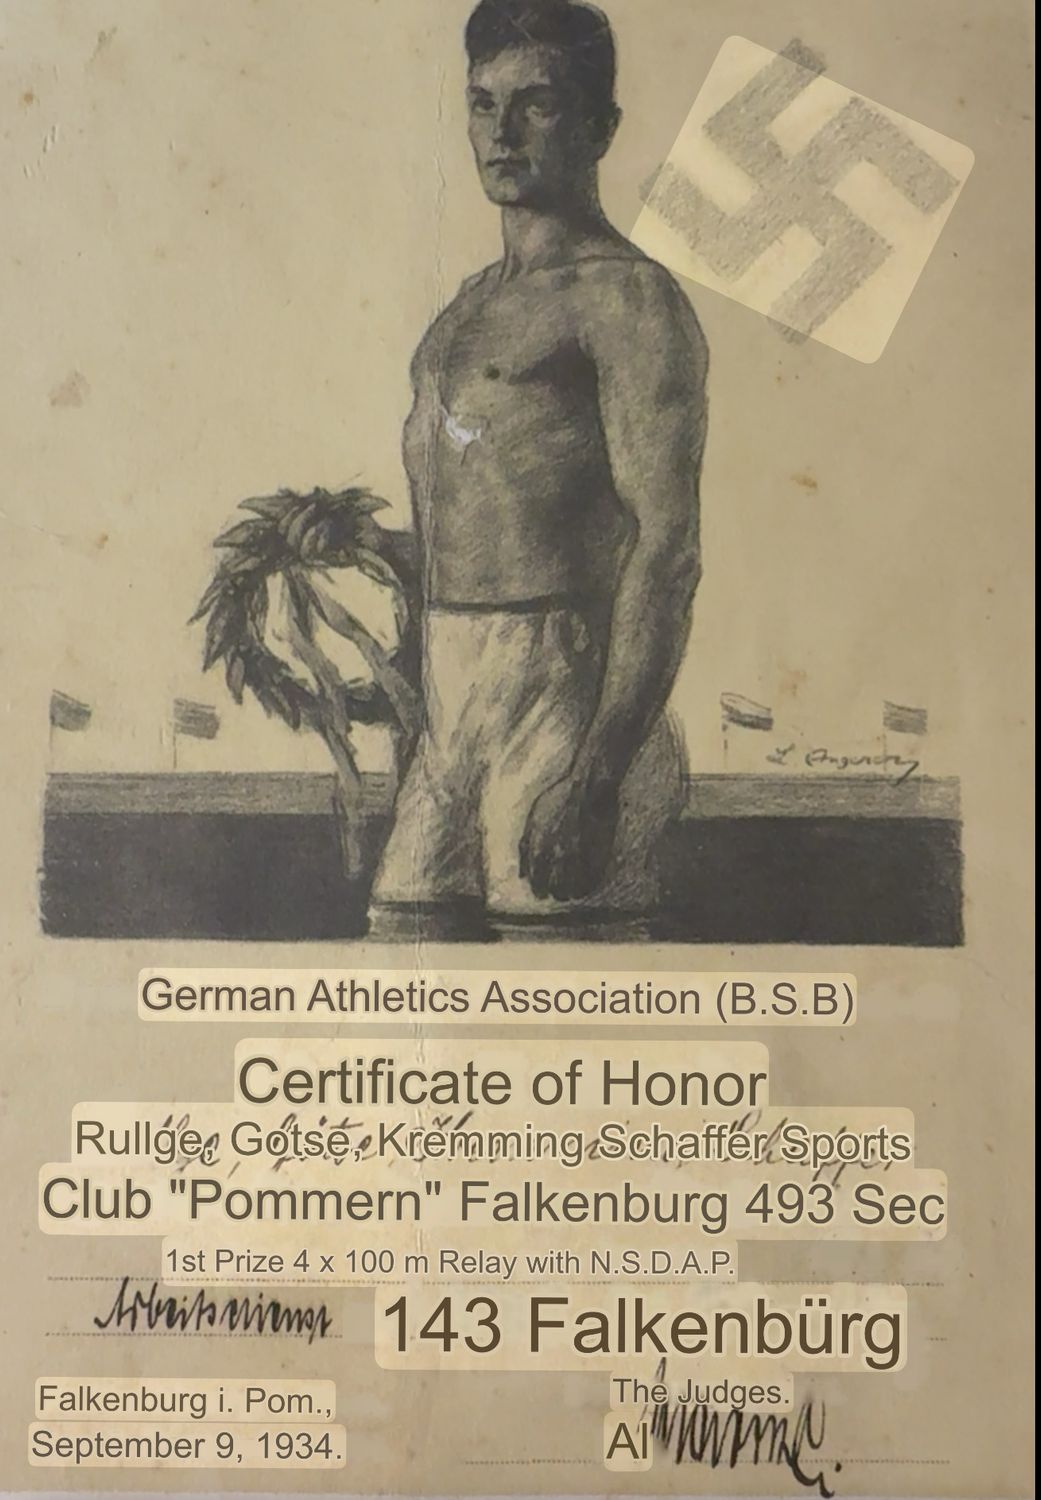 German Athletics Association (B.S.B)
Certificate of Honor
Rullge, Gotse, Kremming Schaffer Sports
Club "Pommern" Falkenburg 493 Sec
1st Prize 4 x 100 m Relay with N.S.D.A.P.
Arbeitsdienst 143 Falkenbürg
Falkenburg i. Pom., The Judges.
September 9, 1934. Al